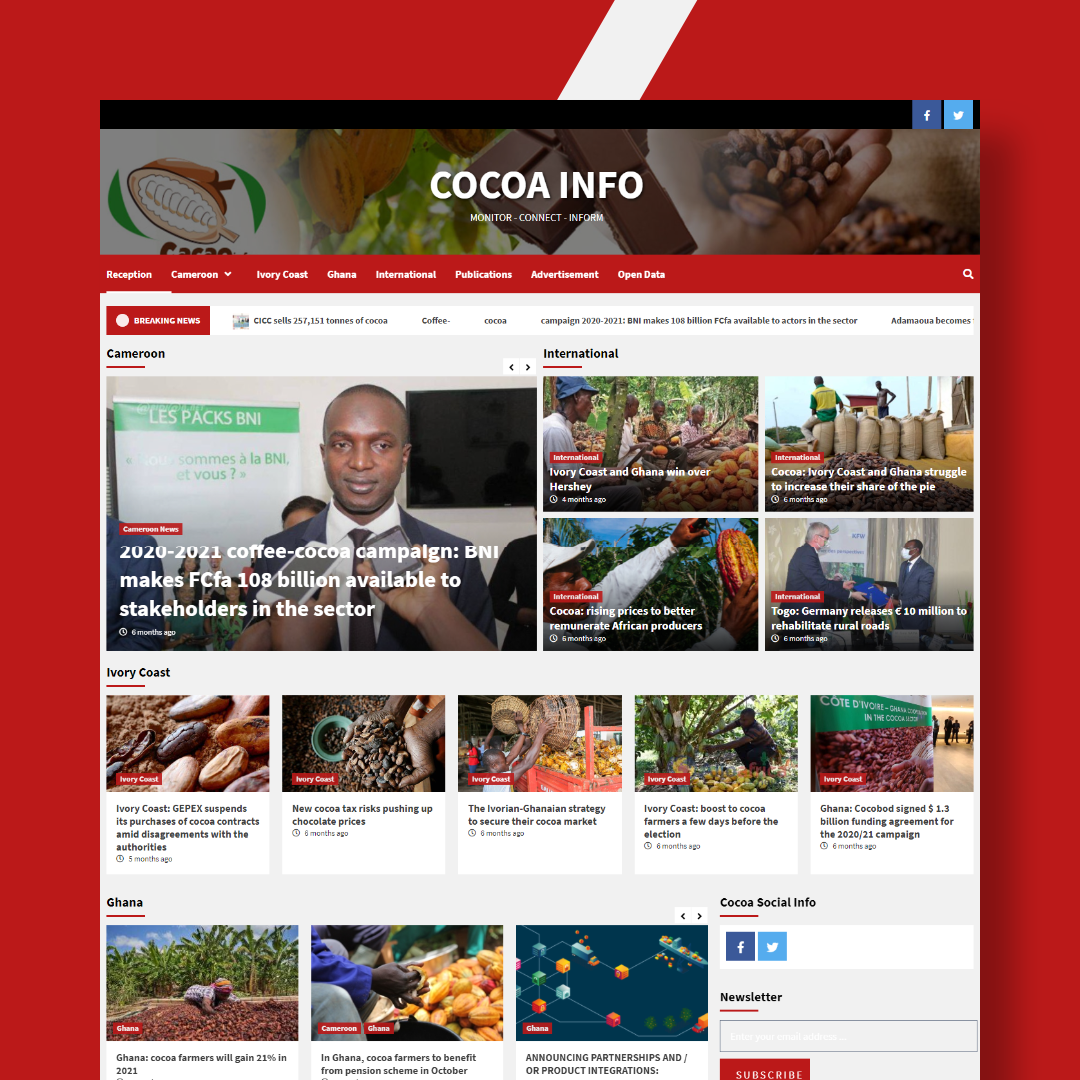 COCOA INFO
MONITOR - CONNECT - INFORM
Cacao
Reception Cameroon Ivory Coast Ghana International Publications Advertisement Open Data
BREAKING NEWS CICC sells 257,151 tonnes of cocoa Coffee- cocoa campaign 2020-2021: BNI makes 108 billion FCfa available to actors in the sector Adamaoua becomes
Cameroon
LES PACKS BNI
sommes à la BNI,
et vous ? »
Cameroon News
2020-2021 coffee-cocoa campaign: BNI
makes FCfa 108 billion available to
stakeholders in the sector
6 months ago
International
International
Ivory Coast and Ghana win over
Hershey
4 months ago
International
Cocoa: Ivory Coast and Ghana struggle
to increase their share of the pie
6 months ago
International
Cocoa: rising prices to better
remunerate African producers
6 months ago
KFW
International
Togo: Germany releases € 10 million to
rehabilitate rural roads
6 months ago
Ivory Coast
Ivory Coast
Ivory Coast: GEPEX suspends
its purchases of cocoa contracts
amid disagreements with the
authorities
5 months ago
Ivory Coast
New cocoa tax risks pushing up
chocolate prices
6 months ago
Ivory Coast
The Ivorian-Ghanaian strategy
to secure their cocoa market
6 months ago
Ivory Coast
Ivory Coast: boost to cocoa
farmers a few days before the
election
6 months ago
CÔTE D'IVOIRE – GHANA
IN THE COCOA SECTOR
Ivory Coast
Ghana: Cocobod signed $ 1.3
billion funding agreement for
the 2020/21 campaign
6 months ago
Ghana
Ghana
Ghana: cocoa farmers will gain 21% in
2021
Cameroon Ghana
In Ghana, cocoa farmers to benefit
from pension scheme in October
Ghana
ANNOUNCING PARTNERSHIPS AND /
OR PRODUCT INTEGRATIONS:
Cocoa Social Info
Newsletter
Enter your email address...
SUBSCRIBE